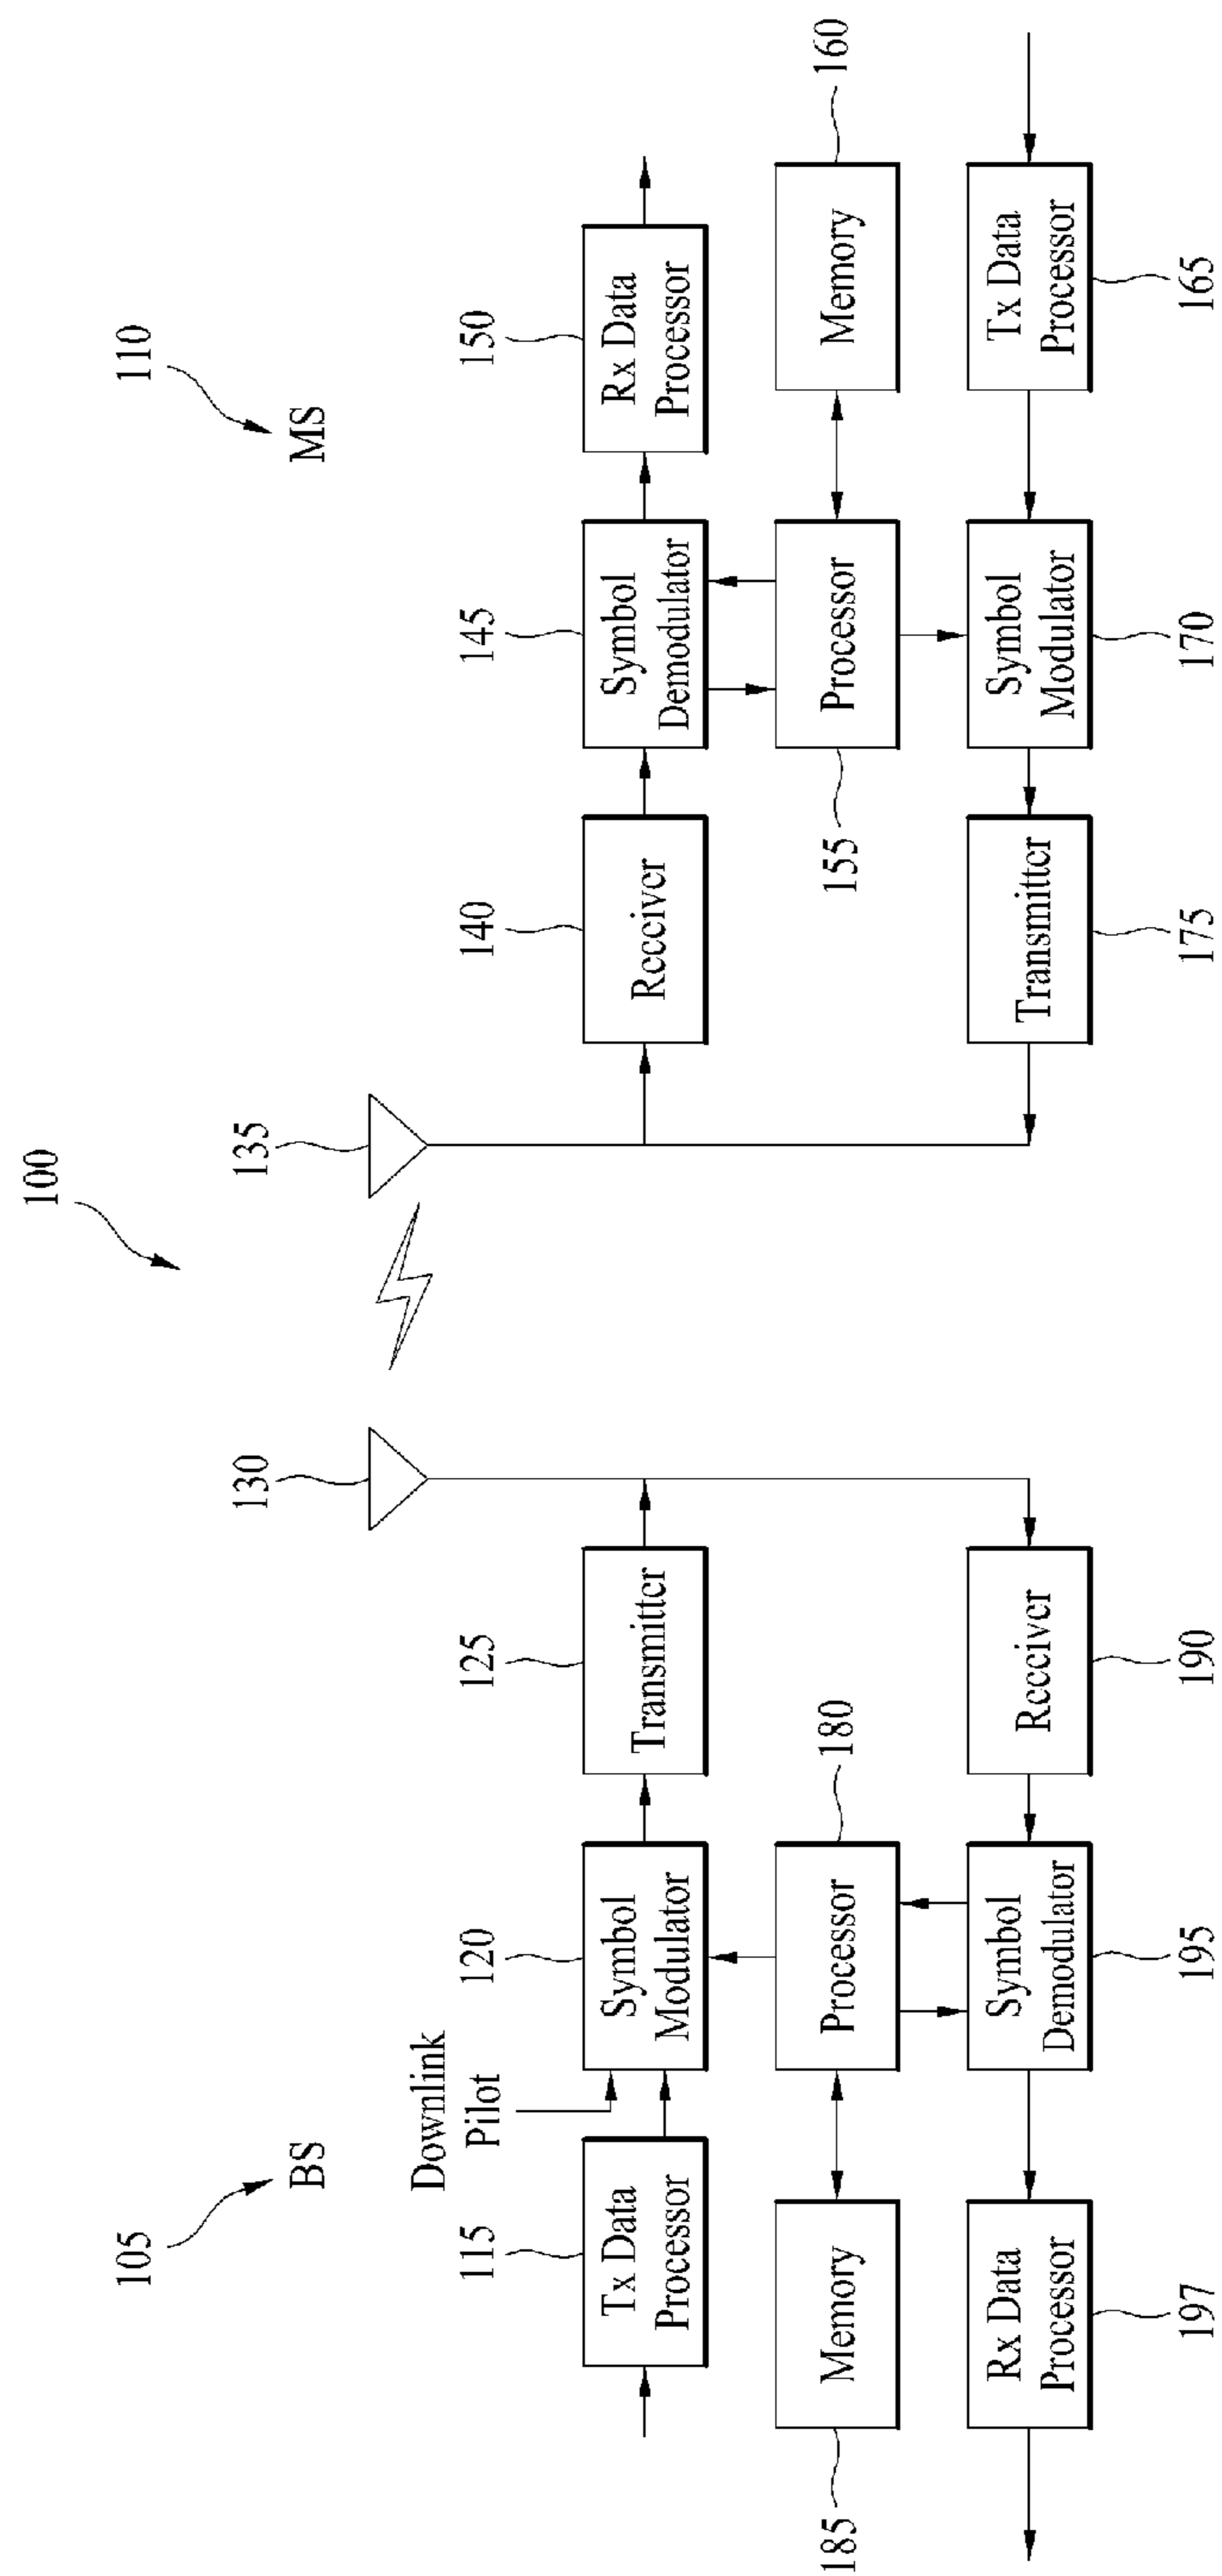 100
105
BS
110
MS
130
135
Downlink
Pilot
115
Tx Data
Processor
120
Symbol
Modulator
125
Transmitter
140
Receiver
145
Symbol
Demodulator
150
Rx Data
Processor
Memory
185
Processor
180
Processor
155
Memory
160
Rx Data
Processor
197
Symbol
Demodulator
195
Receiver
190
Transmitter
175
Symbol
Modulator
170
Tx Data
Processor
165